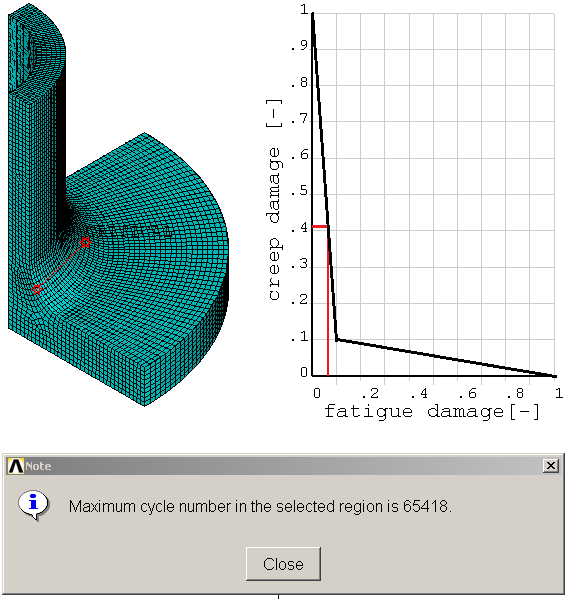 1
.9
.8
.7
.6
.5
.4
.3
.2
.1
0
creep damage [-]
0 .2 .4 .6 .8 1
fatigue damage[-]
Note
Maximum cycle number in the selected region is 65418.
Close